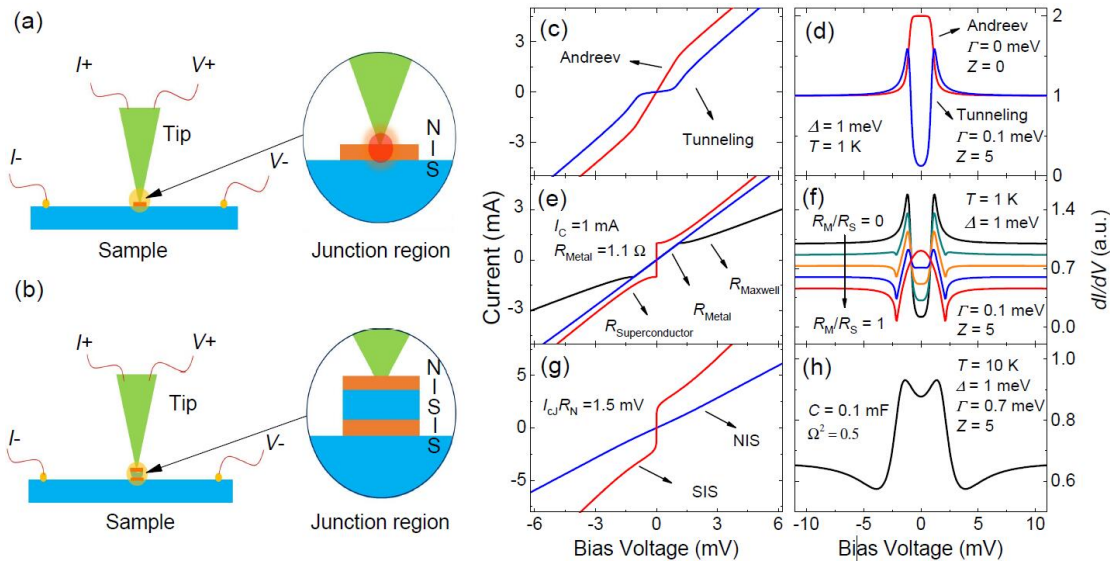 (a)
I+
V+
Tip
I-
V-
N
I
S
Sample
Junction region
(b)
I+
V+
Tip
I-
V-
N
I
S
I
S
Sample
Junction region
(c)
3
0
-3
Andreev
Tunneling
(d)
2
1
0
Andreev
Γ = 0 meV
Z = 0
Tunneling
Γ = 0.1 meV
Z = 5
Δ = 1 meV
T = 1 K
(e)
3
0
-3
I_C = 1 mA
R_Metal = 1.1 Ω
R_Maxwell
R_Metal
R_Superconductor
Current (mA)
(f)
1.4
0.7
0.0
T = 1 K
Δ = 1 meV
R_M/R_S = 0
R_M/R_S = 1
Γ = 0.1 meV
Z = 5
dI/dV (a.u.)
(g)
5
0
-5
I_cJ R_N = 1.5 mV
NIS
SIS
-6 -3 0 3 6
Bias Voltage (mV)
(h)
1.0
0.8
0.6
T = 10 K
Δ = 1 meV
Γ = 0.7 meV
Z = 5
C = 0.1 mF
Ω² = 0.5
-10 -5 0 5 10
Bias Voltage (mV)